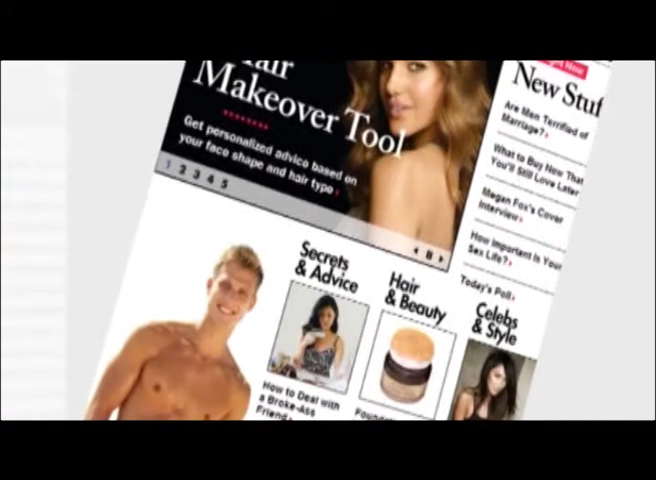 Hair
Makeover Tool
Get personalized advice based on
your face shape and hair type
1 2 3 4 5
Right Now
New Stuf
Are Men Terrified of
Marriage?
What to Buy Now That
You'll Still Love Later
Megan Fox's Cover
Interview
How Important Is Your
Sex Life?
Today's Poll
Secrets
& Advice
How to Deal with
a Broke-Ass
Friend
Hair
& Beauty
Celebs
& Style